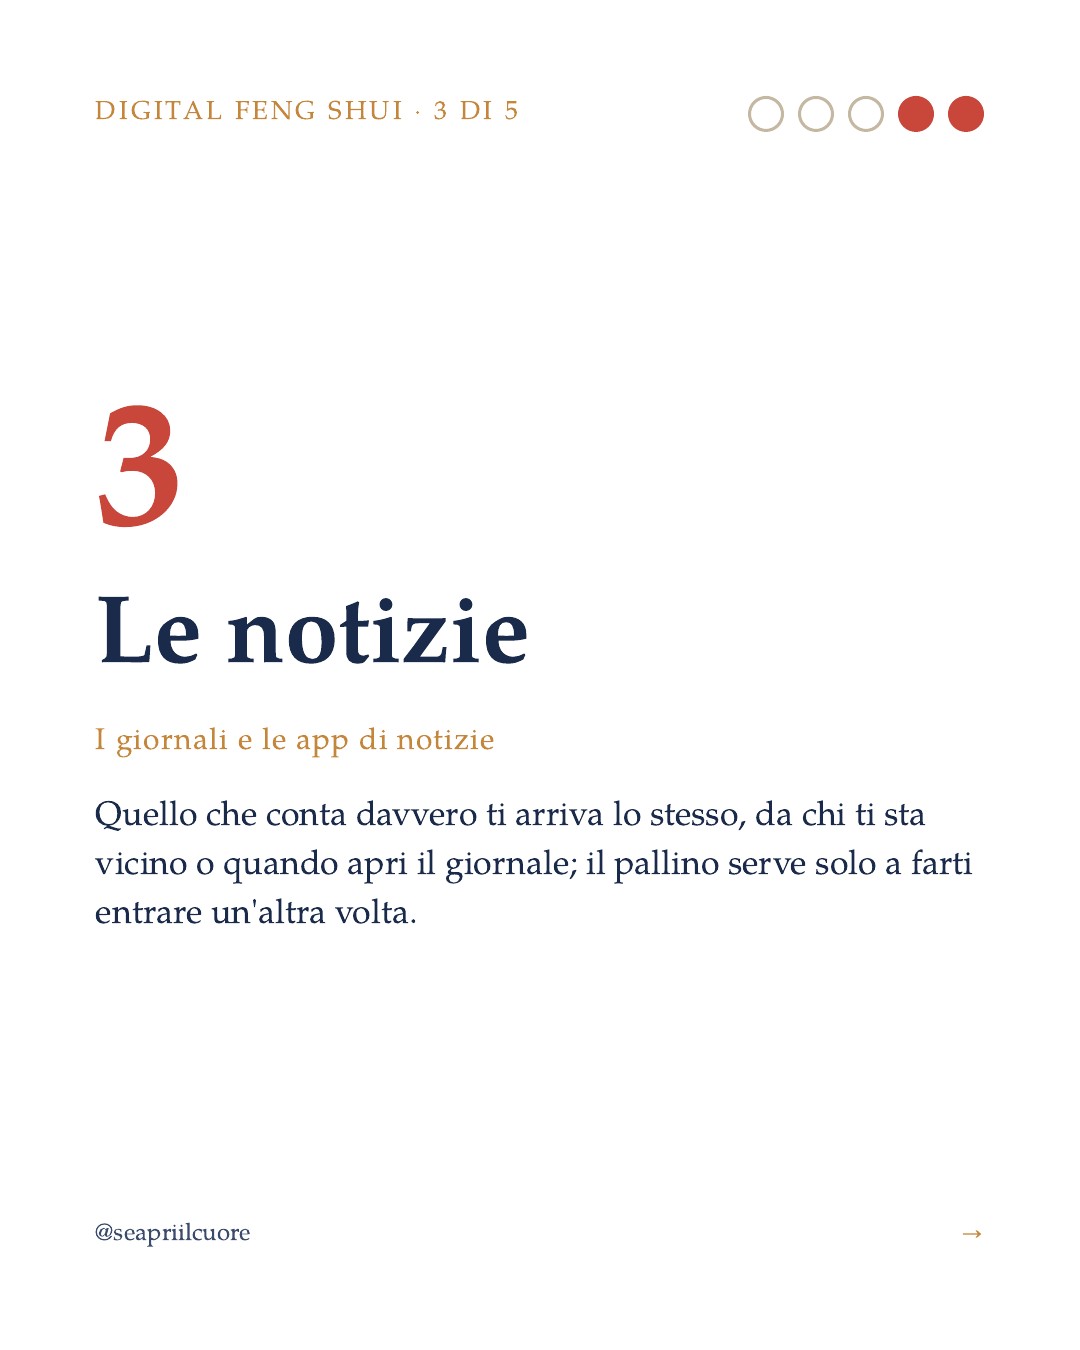 DIGITAL FENG SHUI · 3 DI 5
3
Le notizie
I giornali e le app di notizie
Quello che conta davvero ti arriva lo stesso, da chi ti sta
vicino o quando apri il giornale; il pallino serve solo a farti
entrare un'altra volta.
@seapriilcuore
→